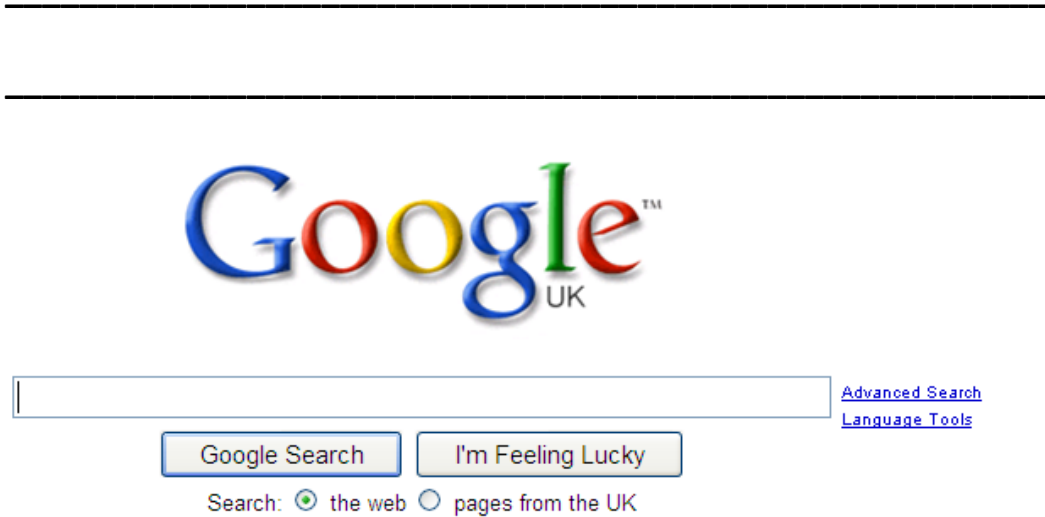 Google™
UK
Advanced Search
Language Tools
Google Search I'm Feeling Lucky
Search: the web pages from the UK